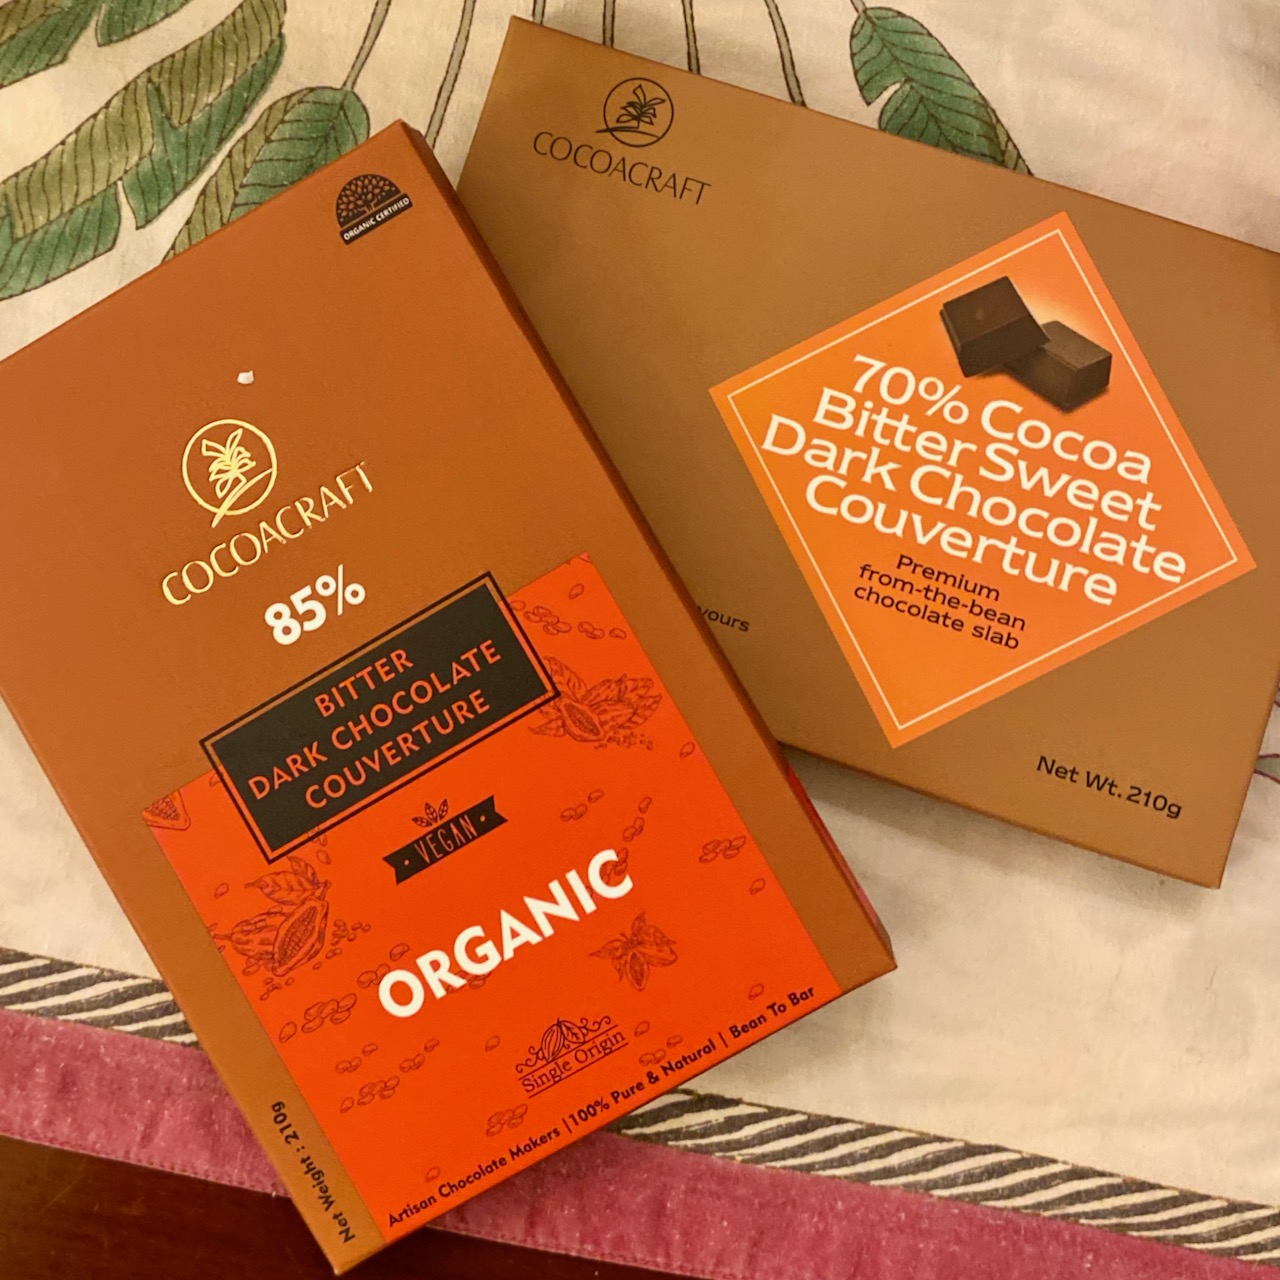 ORGANIC CERTIFIED
COCOACRAFT
85%
BITTER
DARK CHOCOLATE
COUVERTURE
VEGAN
ORGANIC
Single Origin
Artisan Chocolate Makers | 100% Pure & Natural | Bean To Bar
Net Weight : 210g
COCOACRAFT
70% Cocoa
Bitter Sweet
Dark Chocolate
Couverture
Premium
from-the-bean
chocolate slab
Net Wt. 210g